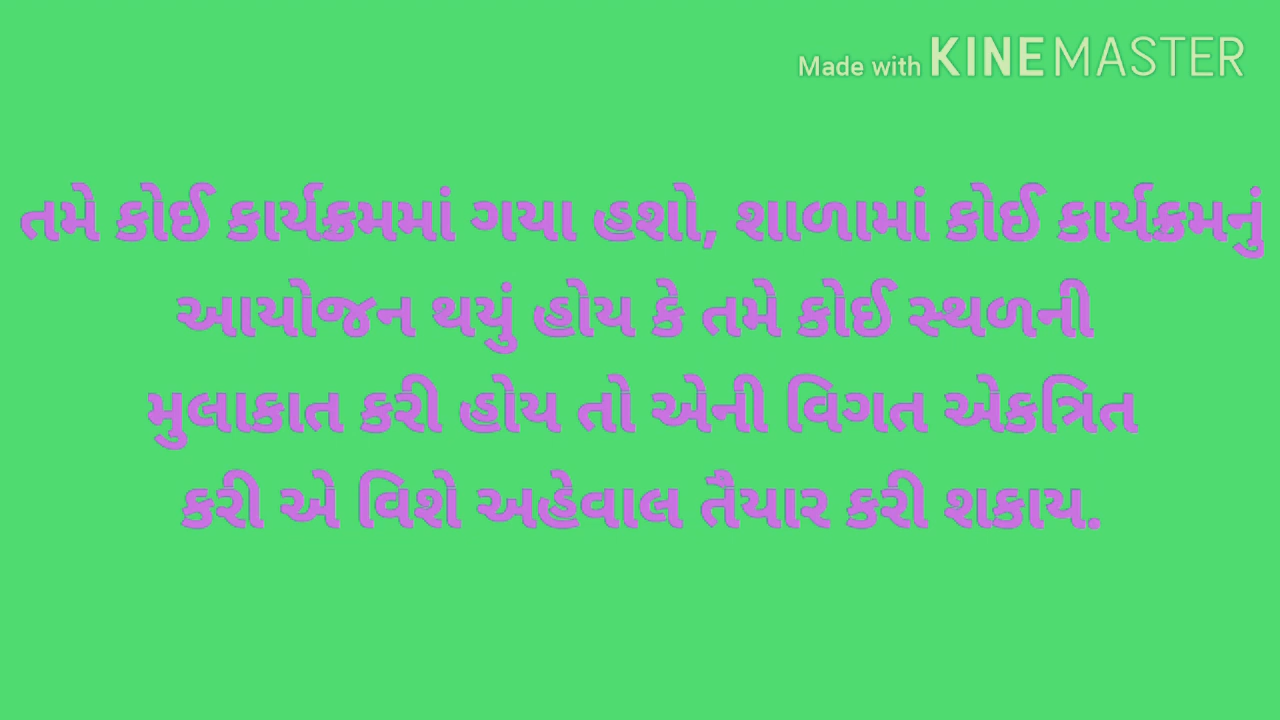 Made with KINEMASTER
તમે કોઈ કાર્યક્રમમાં ગયા હશો, શાળામાં કોઈ કાર્યક્રમનું
આયોજન થયું હોય કે તમે કોઈ સ્થળની
મુલાકાત કરી હોય તો એની વિગત એકત્રિત
કરી એ વિશે અહેવાલ તૈયાર કરી શકાય.